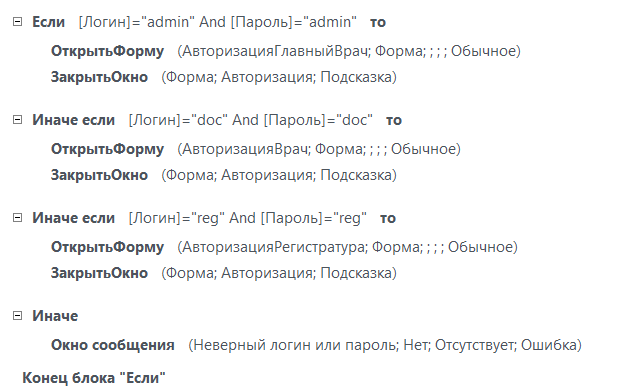 Если [Логин]="admin" And [Пароль]="admin" то
ОткрытьФорму (АвторизацияГлавныйВрач; Форма; ; ; ; Обычное)
ЗакрытьОкно (Форма; Авторизация; Подсказка)
Иначе если [Логин]="doc" And [Пароль]="doc" то
ОткрытьФорму (АвторизацияВрач; Форма; ; ; ; Обычное)
ЗакрытьОкно (Форма; Авторизация; Подсказка)
Иначе если [Логин]="reg" And [Пароль]="reg" то
ОткрытьФорму (АвторизацияРегистратура; Форма; ; ; ; Обычное)
ЗакрытьОкно (Форма; Авторизация; Подсказка)
Иначе
Окно сообщения (Неверный логин или пароль; Нет; Отсутствует; Ошибка)
Конец блока "Если"